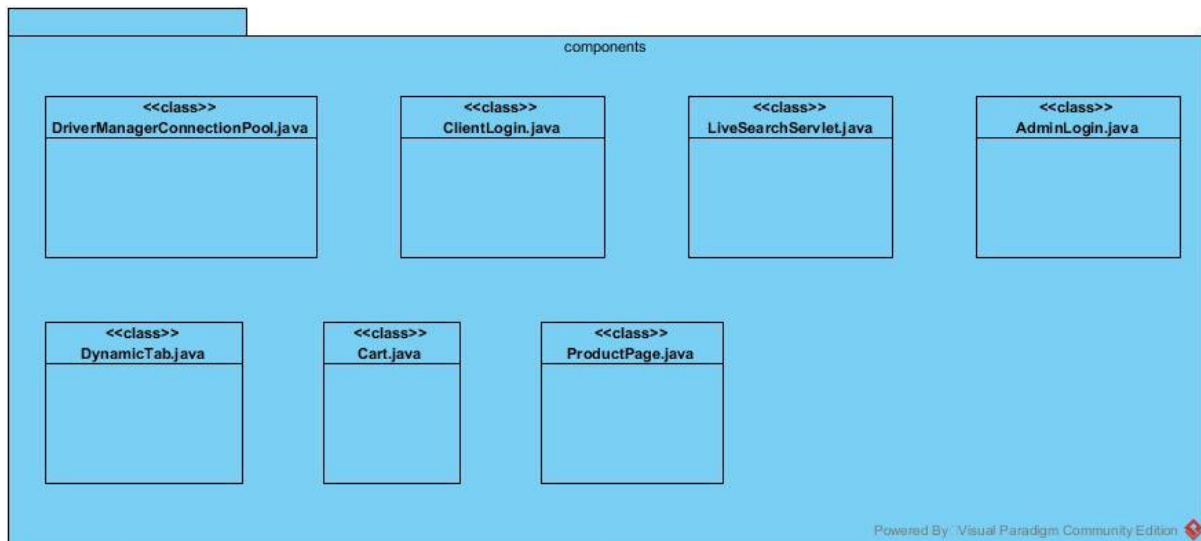 components
<<class>>
DriverManagerConnectionPool.java
<<class>>
ClientLogin.java
<<class>>
LiveSearchServlet.java
<<class>>
AdminLogin.java
<<class>>
DynamicTab.java
<<class>>
Cart.java
<<class>>
ProductPage.java
Powered By Visual Paradigm Community Edition